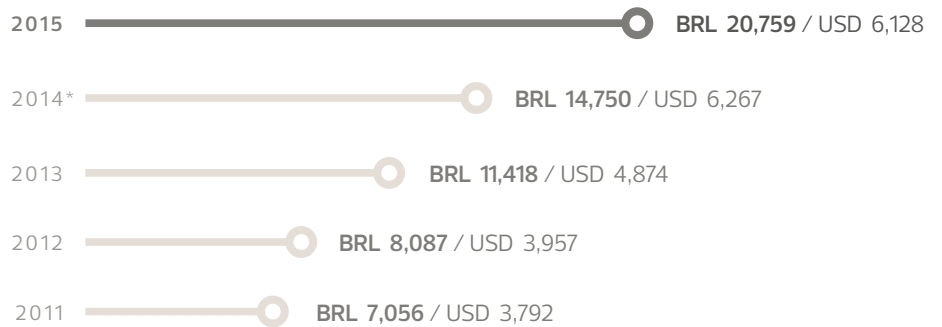 2015 BRL 20,759 / USD 6,128
2014* BRL 14,750 / USD 6,267
2013 BRL 11,418 / USD 4,874
2012 BRL 8,087 / USD 3,957
2011 BRL 7,056 / USD 3,792